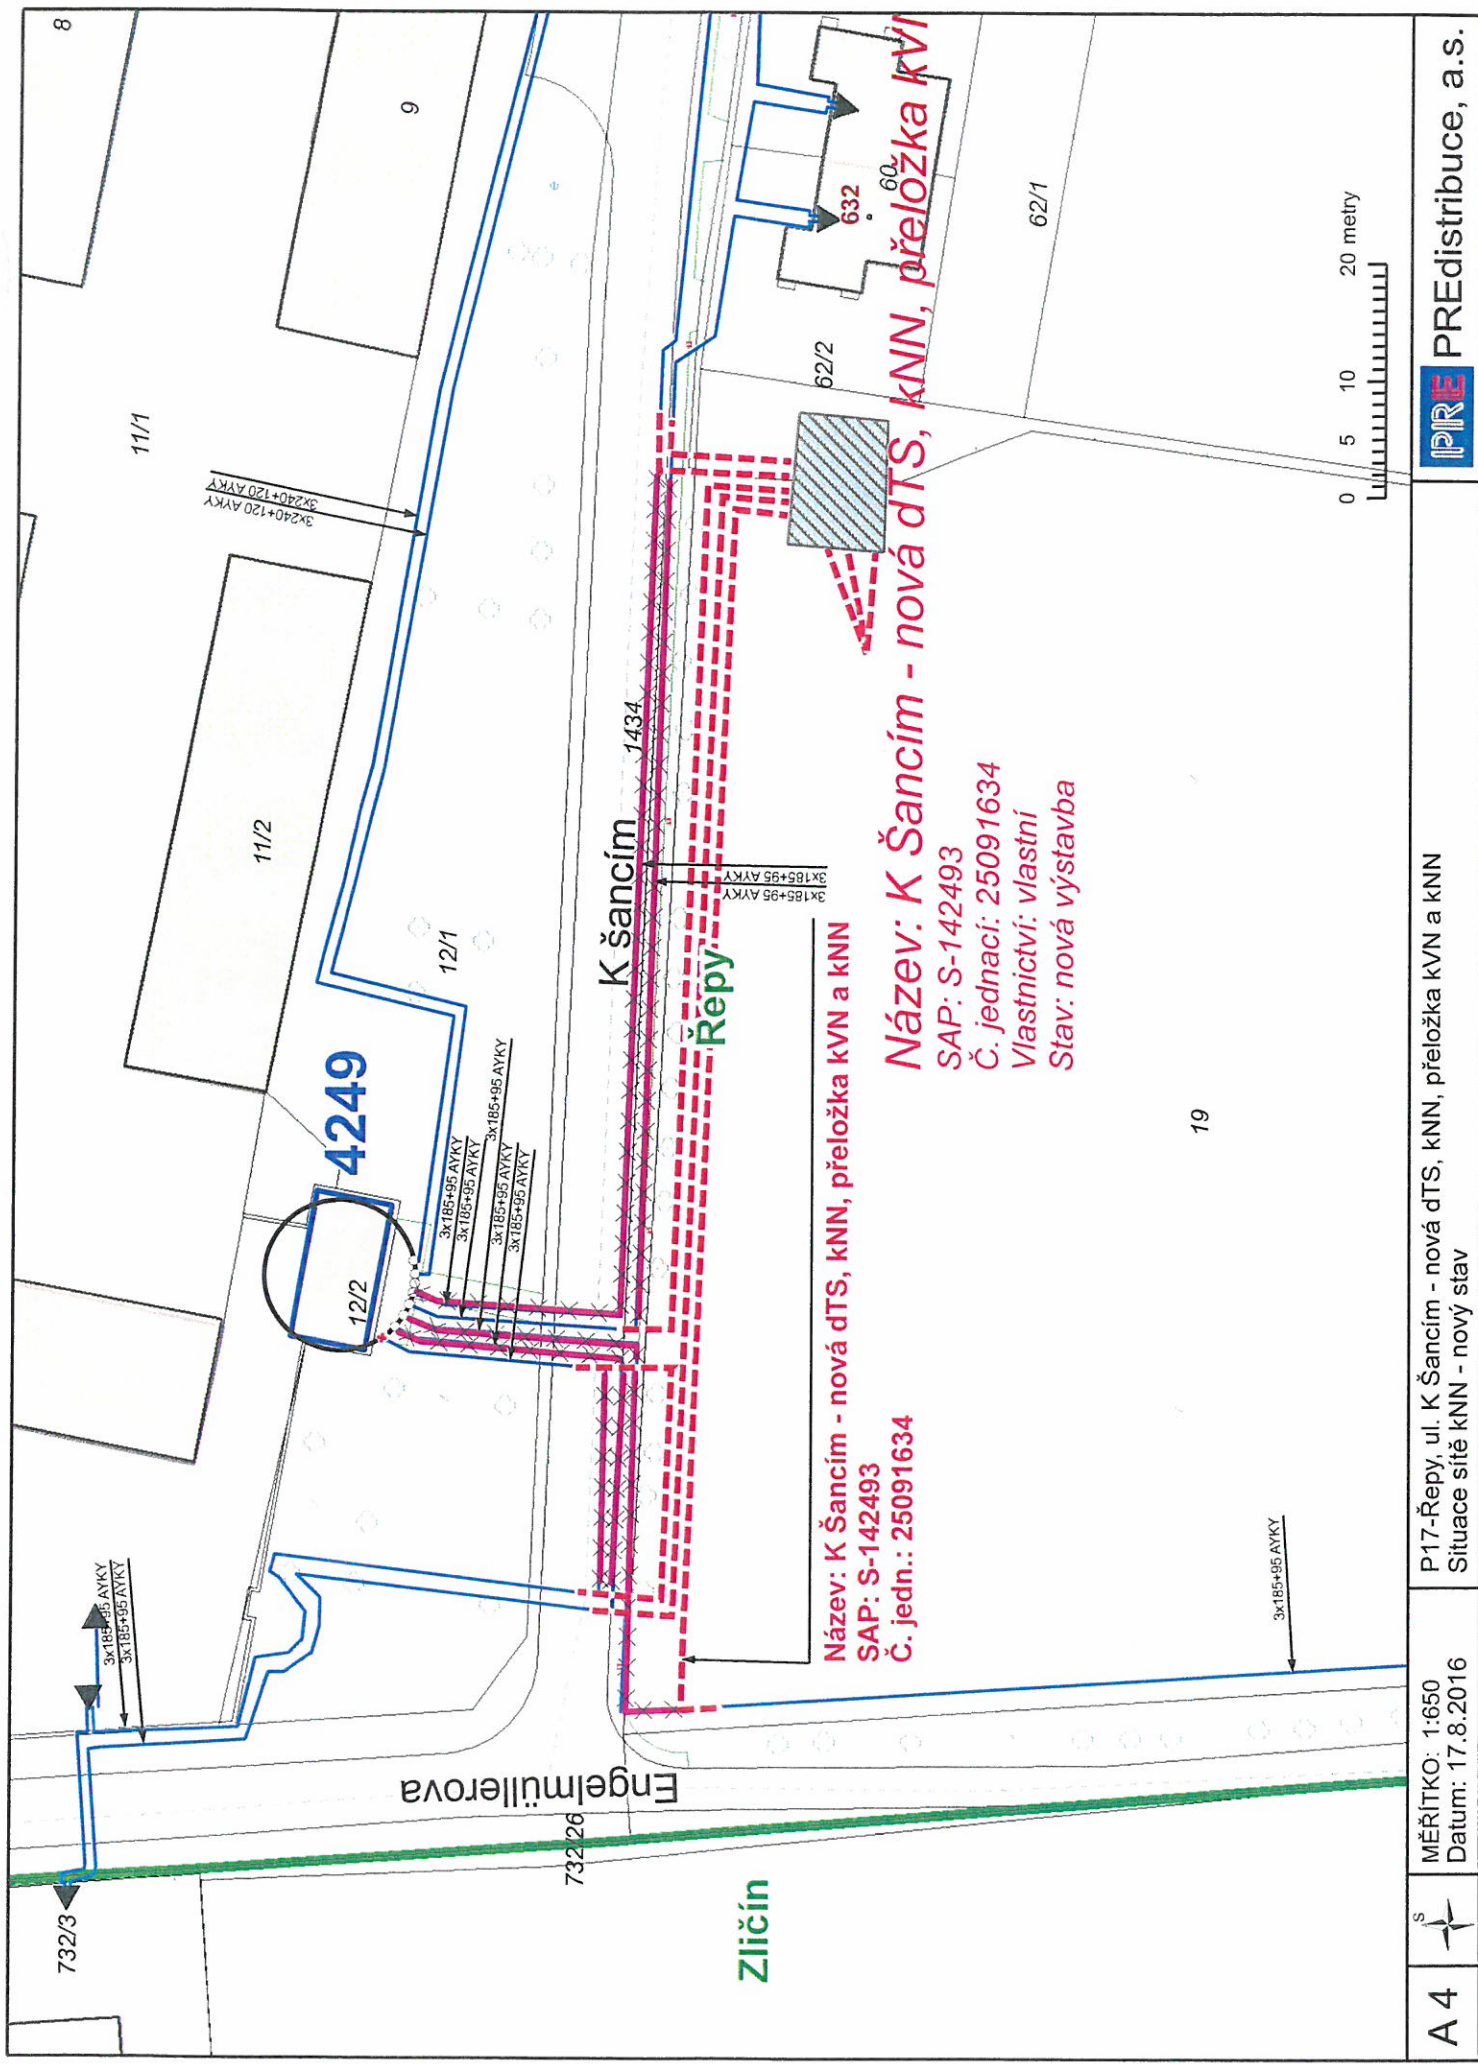 8
9
11/1
3x240+120 AYKY
3x240+120 AYKY
11/2
12/1
4249
12/2
3x185+95 AYKY
3x185+95 AYKY
3x185+95 AYKY
3x185+95 AYKY
3x185+95 AYKY
3x185+95 AYKY
3x185+95 AYKY
732/3
732/26
Engelmüllerova
Zličín
K šancím
1434
Řepy
3x185+95 AYKY
3x185+95 AYKY
632
60
62/2
62/1
Název: K Šancím - nová dTS, kNN, přeložka kVN a kNN
SAP: S-142493
Č. jedn.: 25091634
Název: K Šancím - nová dTS, kNN, přeložka kVI
SAP: S-142493
Č. jednací: 25091634
Vlastnictví: vlastní
Stav: nová výstavba
19
3x185+95 AYKY
0 5 10 20 metry
A 4
S
MĚŘÍTKO: 1:650
Datum: 17.8.2016
P17-Řepy, ul. K Šancím - nová dTS, kNN, přeložka kVN a kNN
Situace sítě kNN - nový stav
PRE PREdistribuce, a.s.